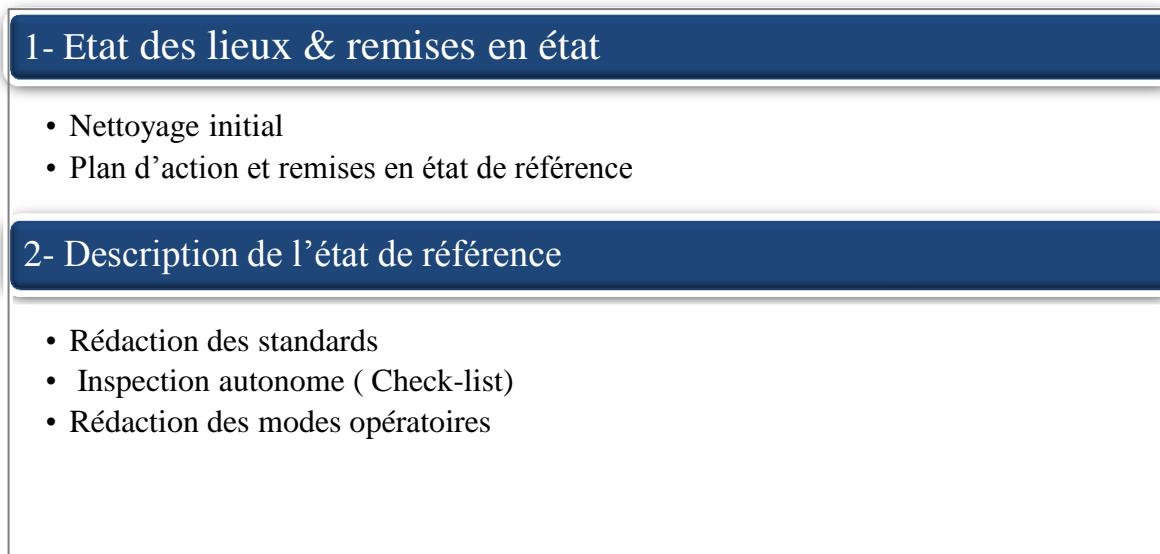 1- Etat des lieux & remises en état
• Nettoyage initial
• Plan d’action et remises en état de référence
2- Description de l’état de référence
• Rédaction des standards
• Inspection autonome ( Check-list)
• Rédaction des modes opératoires